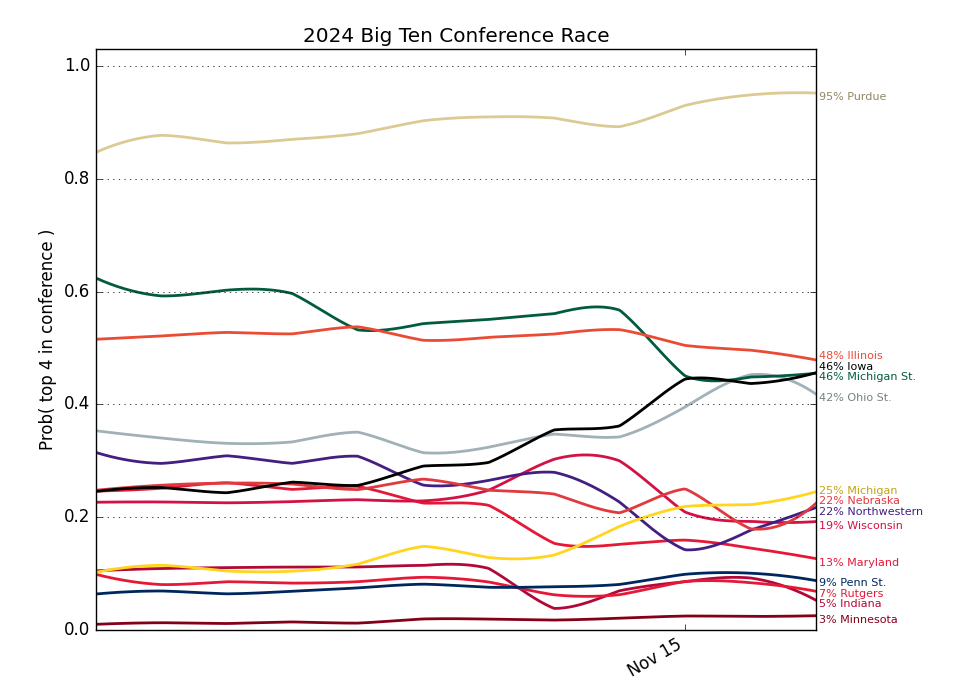 2024 Big Ten Conference Race
1.0
0.8
0.6
0.4
0.2
0.0
Prob( top 4 in conference )
Nov 15
95% Purdue
48% Illinois
46% Iowa
46% Michigan St.
42% Ohio St.
25% Michigan
22% Nebraska
22% Northwestern
19% Wisconsin
13% Maryland
9% Penn St.
7% Rutgers
5% Indiana
3% Minnesota